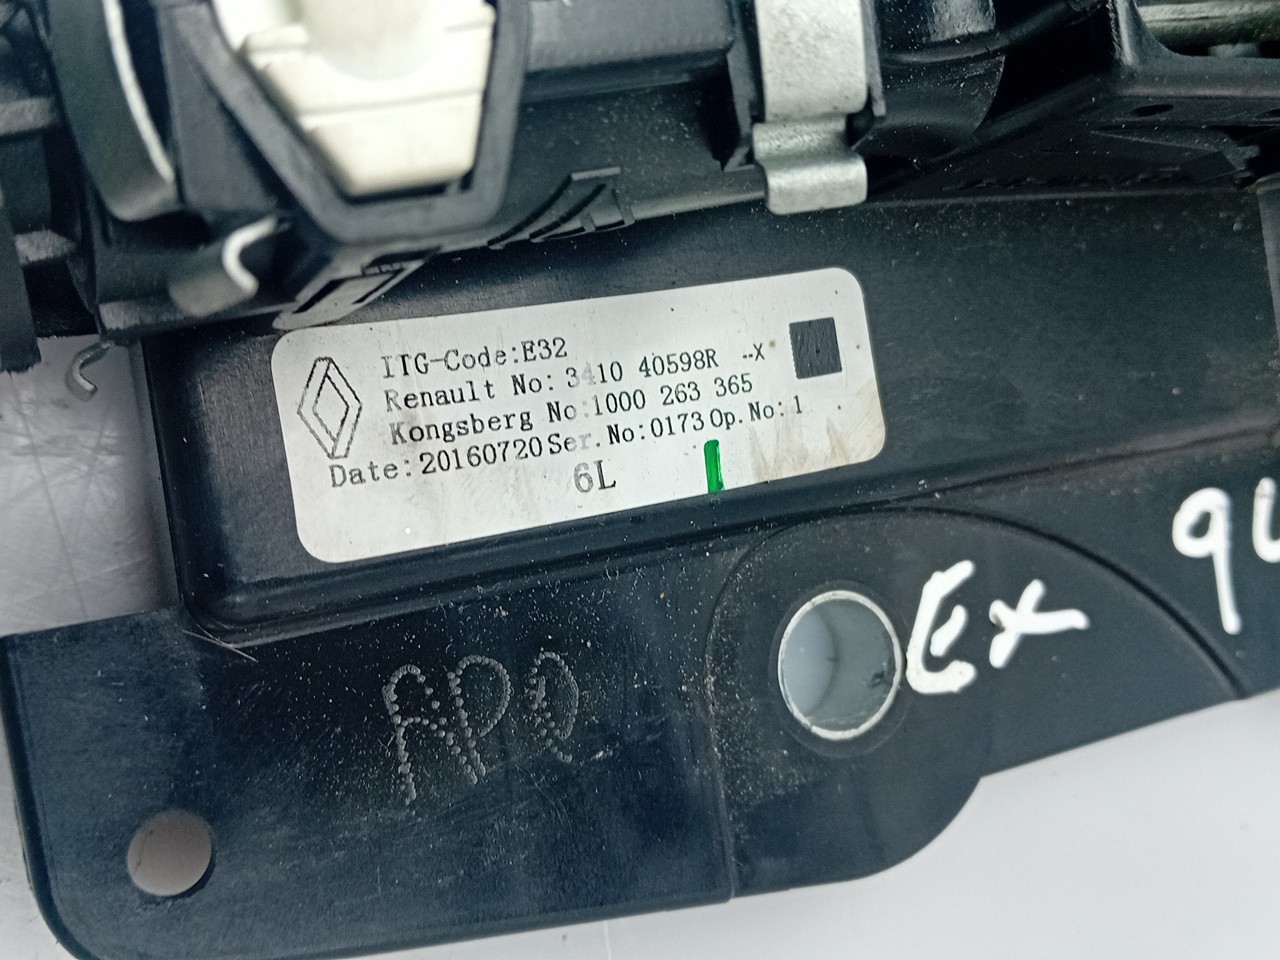 ITG-Code:E32
Renault No: 3410 40598R --X
Kongsberg No:1000 263 365
Date:20160720 Ser.No:0173 Op.No:1
6L
Ex
APQ